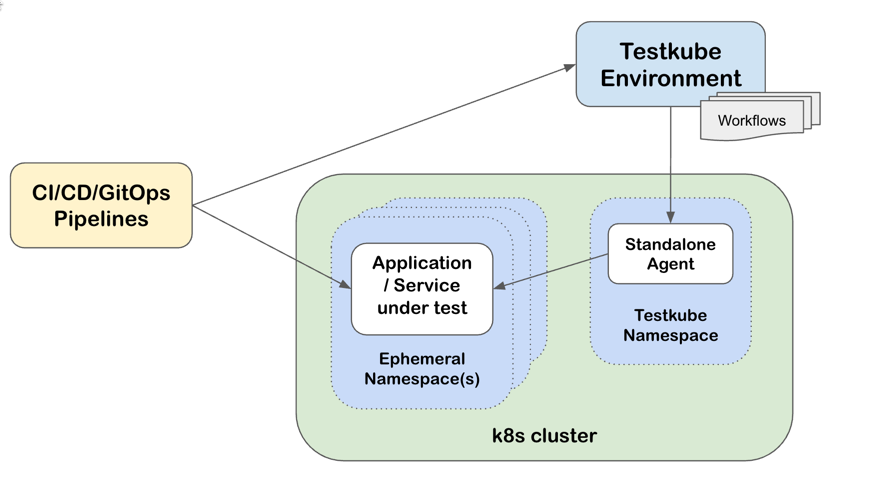 Testkube
Environment
Workflows
CI/CD/GitOps
Pipelines
Application
/ Service
under test
Ephemeral
Namespace(s)
Standalone
Agent
Testkube
Namespace
k8s cluster